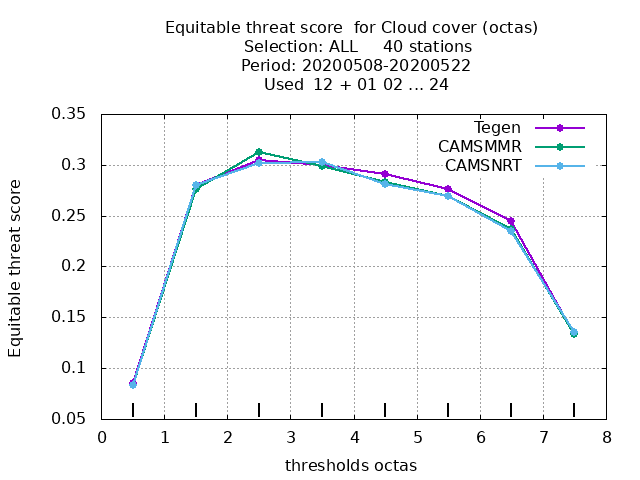 Equitable threat score  for Cloud cover (octas)
Selection: ALL     40 stations
Period: 20200508-20200522
Used  12 + 01 02 ... 24
Tegen
CAMSMMR
CAMSNRT
Equitable threat score
0.35
0.3
0.25
0.2
0.15
0.1
0.05
0 1 2 3 4 5 6 7 8
thresholds octas